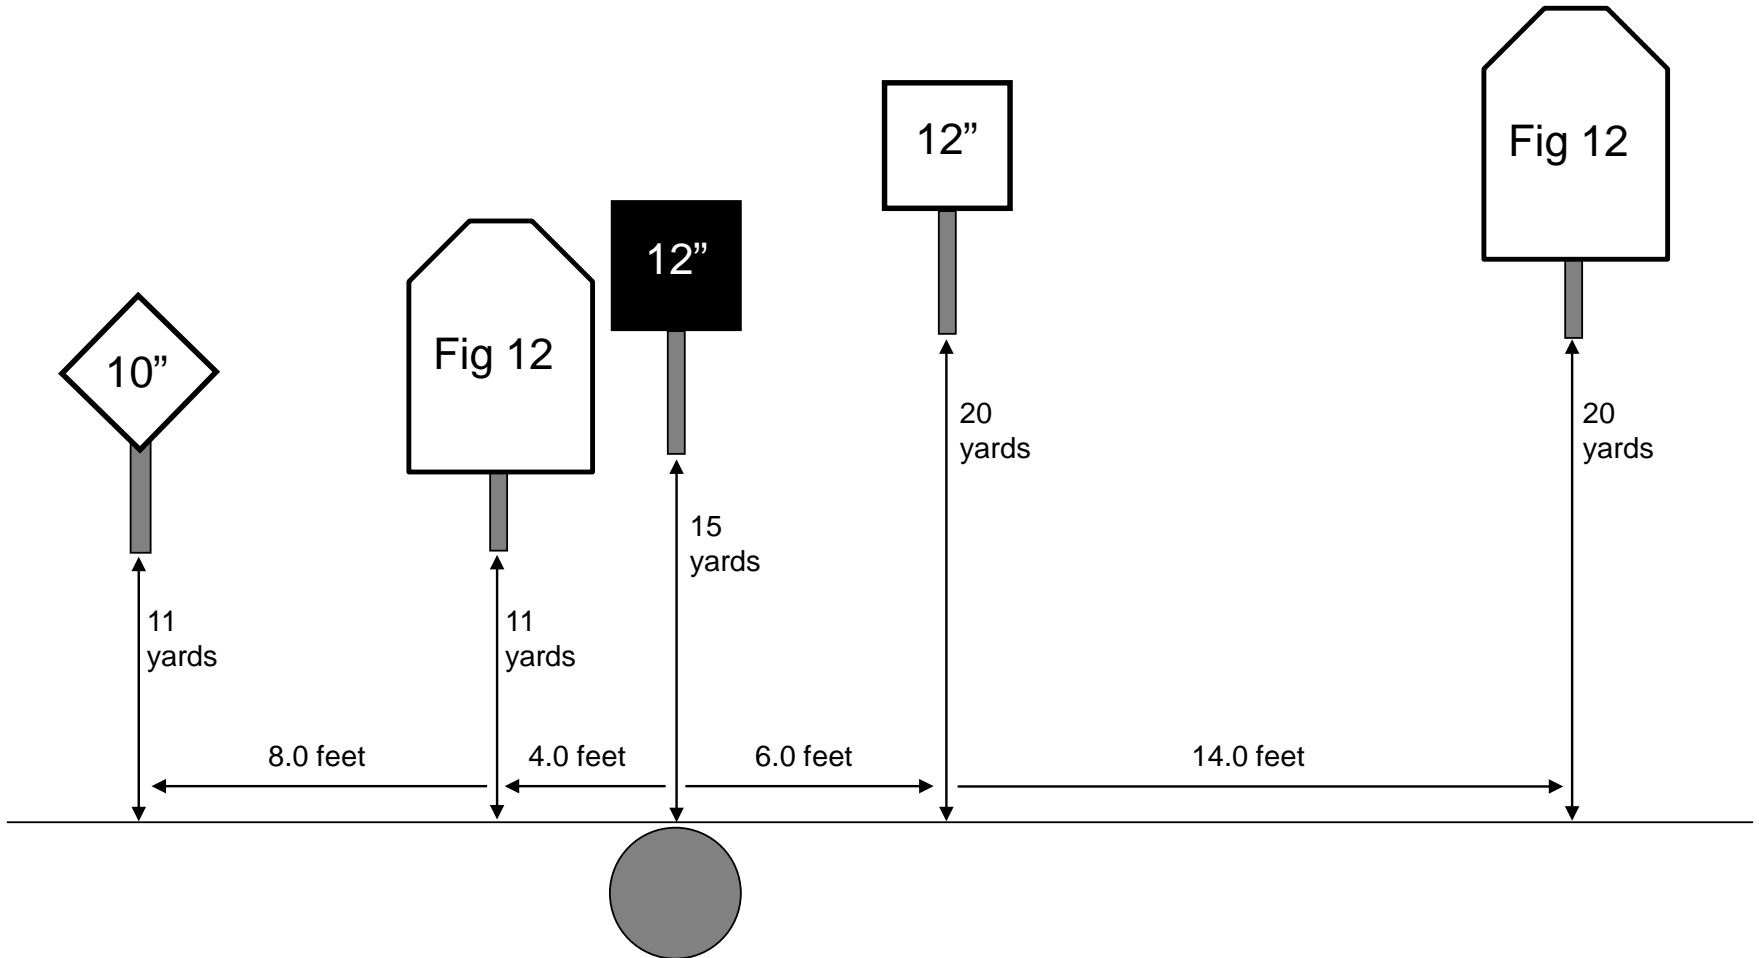 12”
Fig 12
12”
10”
Fig 12
20
yards
20
yards
15
yards
11
yards
11
yards
8.0 feet
4.0 feet
6.0 feet
14.0 feet